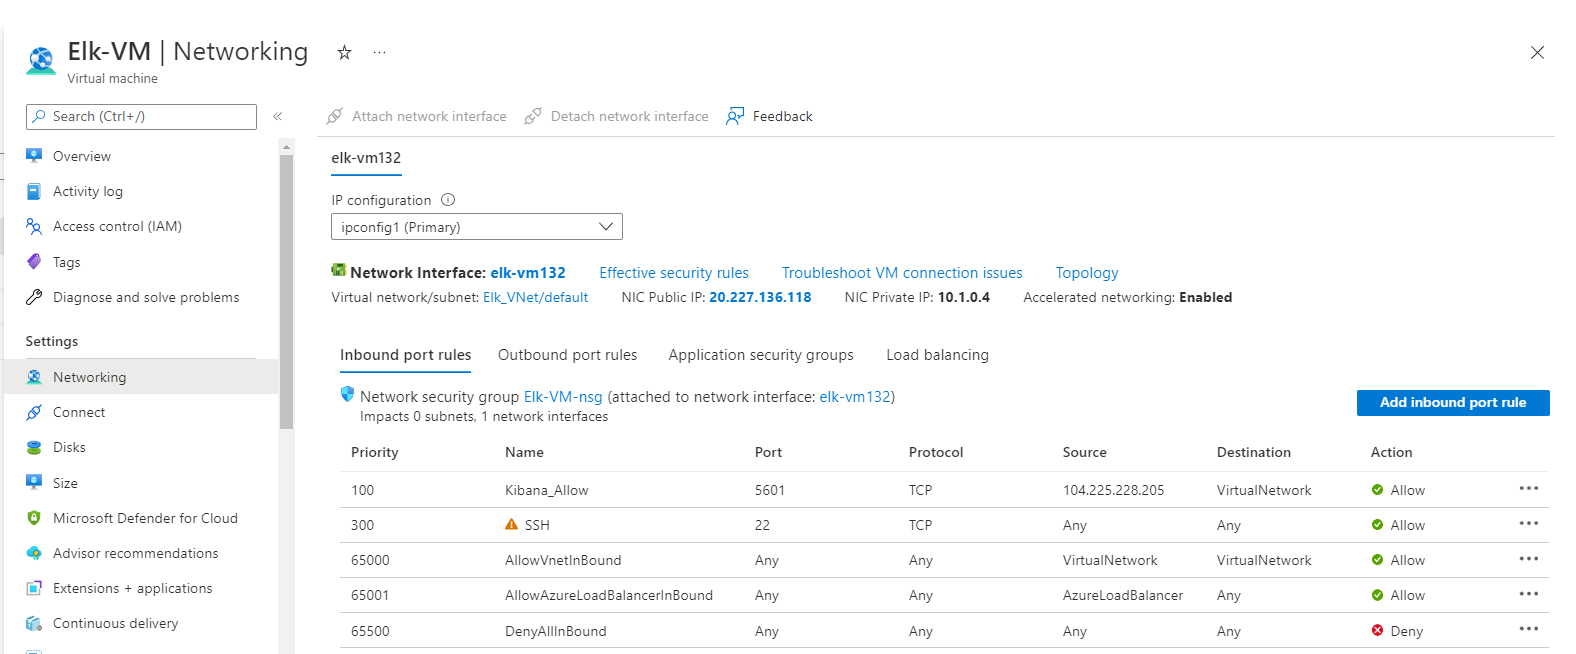 Elk-VM | Networking
Virtual machine
Search (Ctrl+/)
Overview
Activity log
Access control (IAM)
Tags
Diagnose and solve problems
Settings
Networking
Connect
Disks
Size
Microsoft Defender for Cloud
Advisor recommendations
Extensions + applications
Continuous delivery
Attach network interface Detach network interface Feedback
elk-vm132
IP configuration
ipconfig1 (Primary)
Network Interface: elk-vm132 Effective security rules Troubleshoot VM connection issues Topology
Virtual network/subnet: Elk_VNet/default NIC Public IP: 20.227.136.118 NIC Private IP: 10.1.0.4 Accelerated networking: Enabled
Inbound port rules Outbound port rules Application security groups Load balancing
Network security group Elk-VM-nsg (attached to network interface: elk-vm132)
Impacts 0 subnets, 1 network interfaces
Add inbound port rule
Priority Name Port Protocol Source Destination Action
100 Kibana_Allow 5601 TCP 104.225.228.205 VirtualNetwork Allow
300 SSH 22 TCP Any Any Allow
65000 AllowVnetInBound Any Any VirtualNetwork VirtualNetwork Allow
65001 AllowAzureLoadBalancerInBound Any Any AzureLoadBalancer Any Allow
65500 DenyAllInBound Any Any Any Any Deny